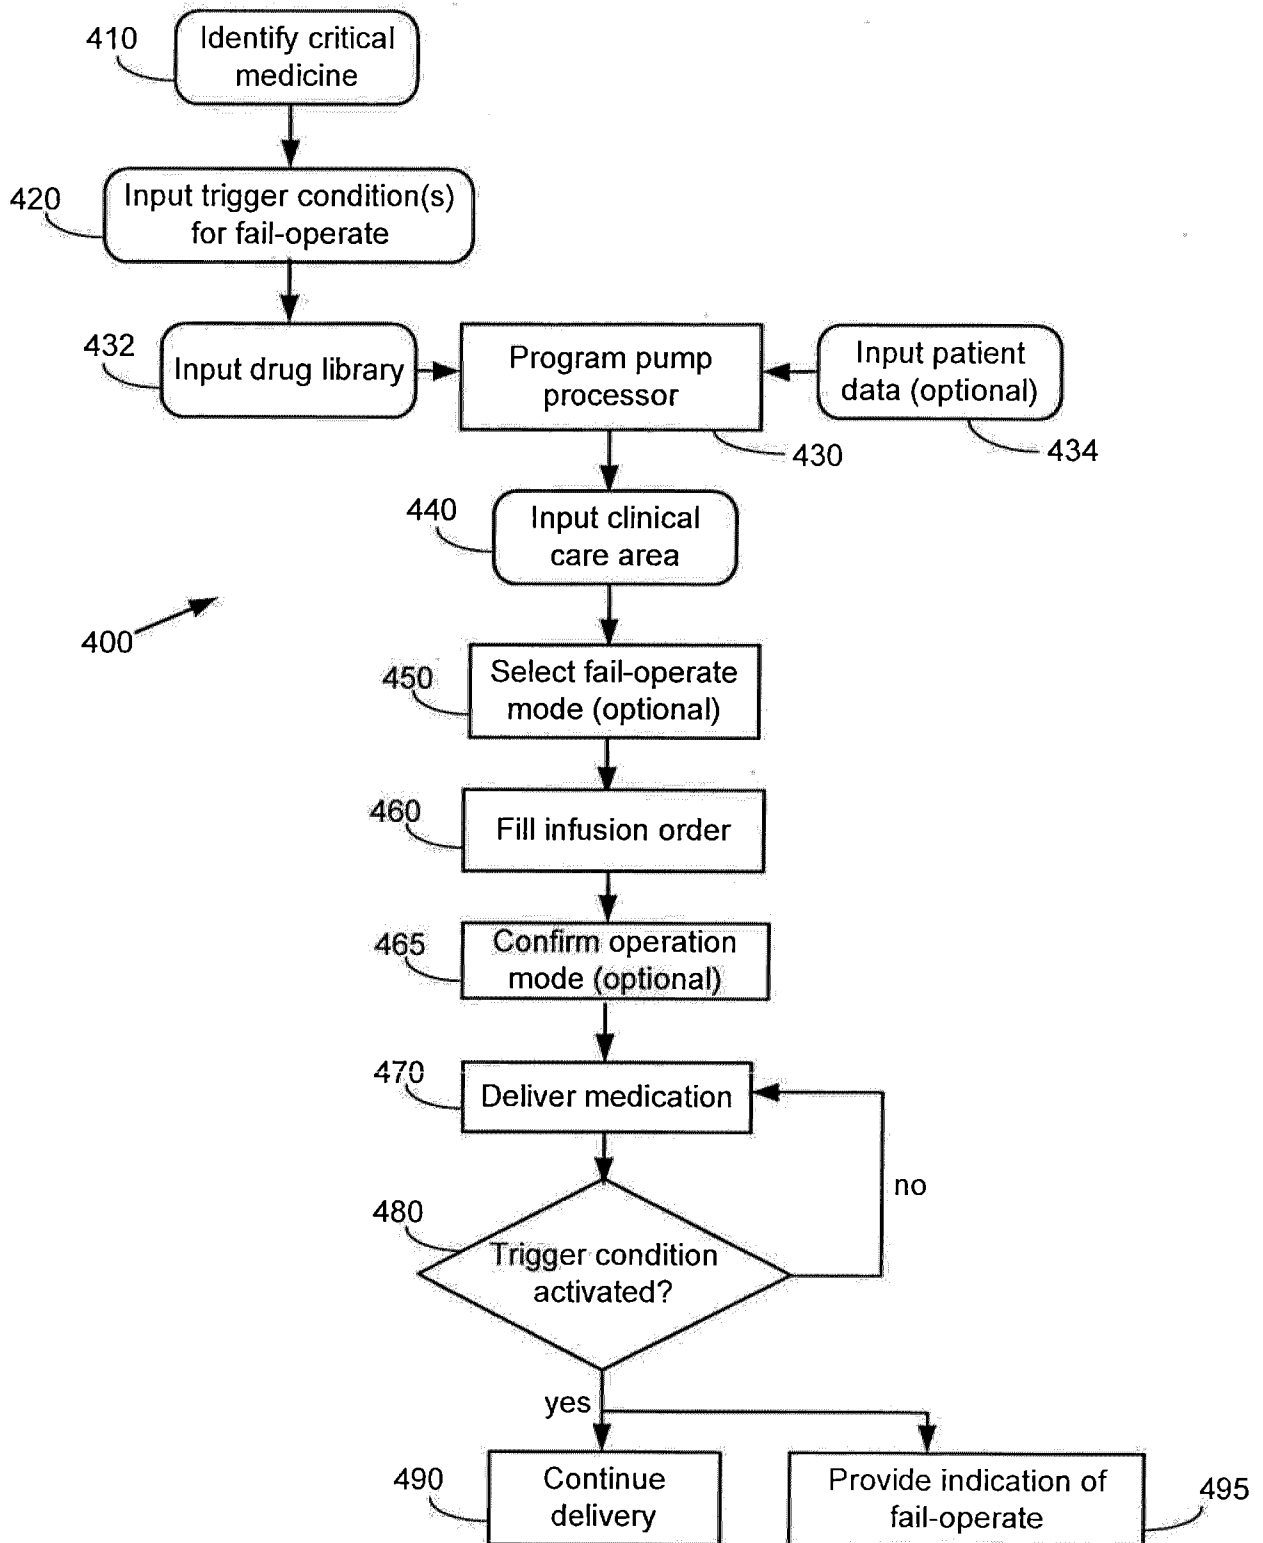 410
Identify critical
medicine
420
Input trigger condition(s)
for fail-operate
432
Input drug library
Program pump
processor
430
Input patient
data (optional)
434
440
Input clinical
care area
400
450
Select fail-operate
mode (optional)
460
Fill infusion order
465
Confirm operation
mode (optional)
470
Deliver medication
no
480
Trigger condition
activated?
yes
490
Continue
delivery
Provide indication of
fail-operate
495